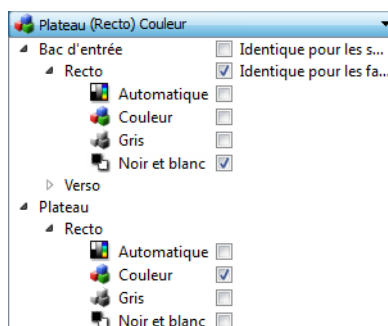 Plateau (Recto) Couleur
Bac d'entrée Identique pour les s...
Recto Identique pour les fa...
Automatique
Couleur
Gris
Noir et blanc
Verso
Plateau
Recto
Automatique
Couleur
Gris
Noir et blanc